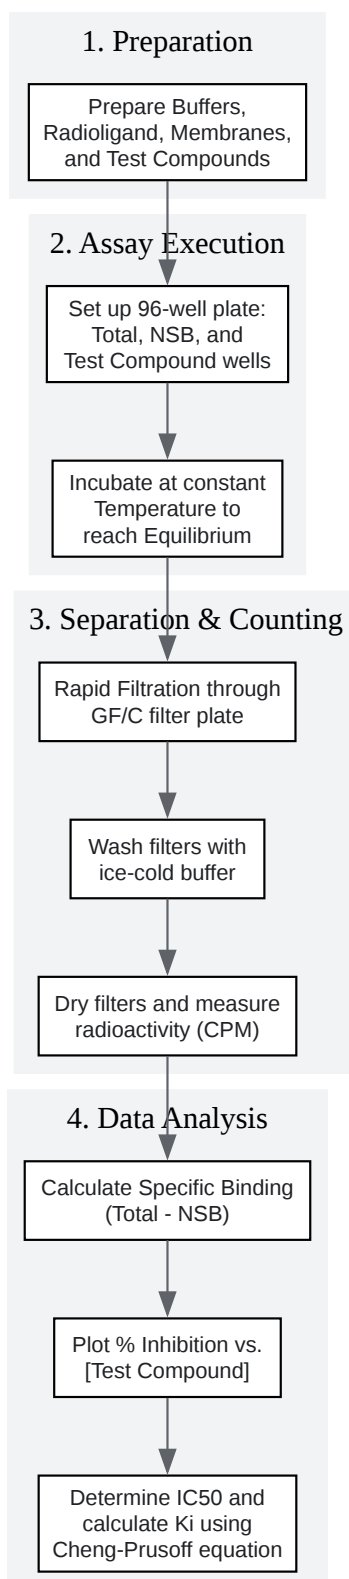 1. Preparation
Prepare Buffers,
Radioligand, Membranes,
and Test Compounds
2. Assay Execution
Set up 96-well plate:
Total, NSB, and
Test Compound wells
Incubate at constant
Temperature to
reach Equilibrium
3. Separation & Counting
Rapid Filtration through
GF/C filter plate
Wash filters with
ice-cold buffer
Dry filters and measure
radioactivity (CPM)
4. Data Analysis
Calculate Specific Binding
(Total - NSB)
Plot % Inhibition vs.
[Test Compound]
Determine IC50 and
calculate Ki using
Cheng-Prusoff equation